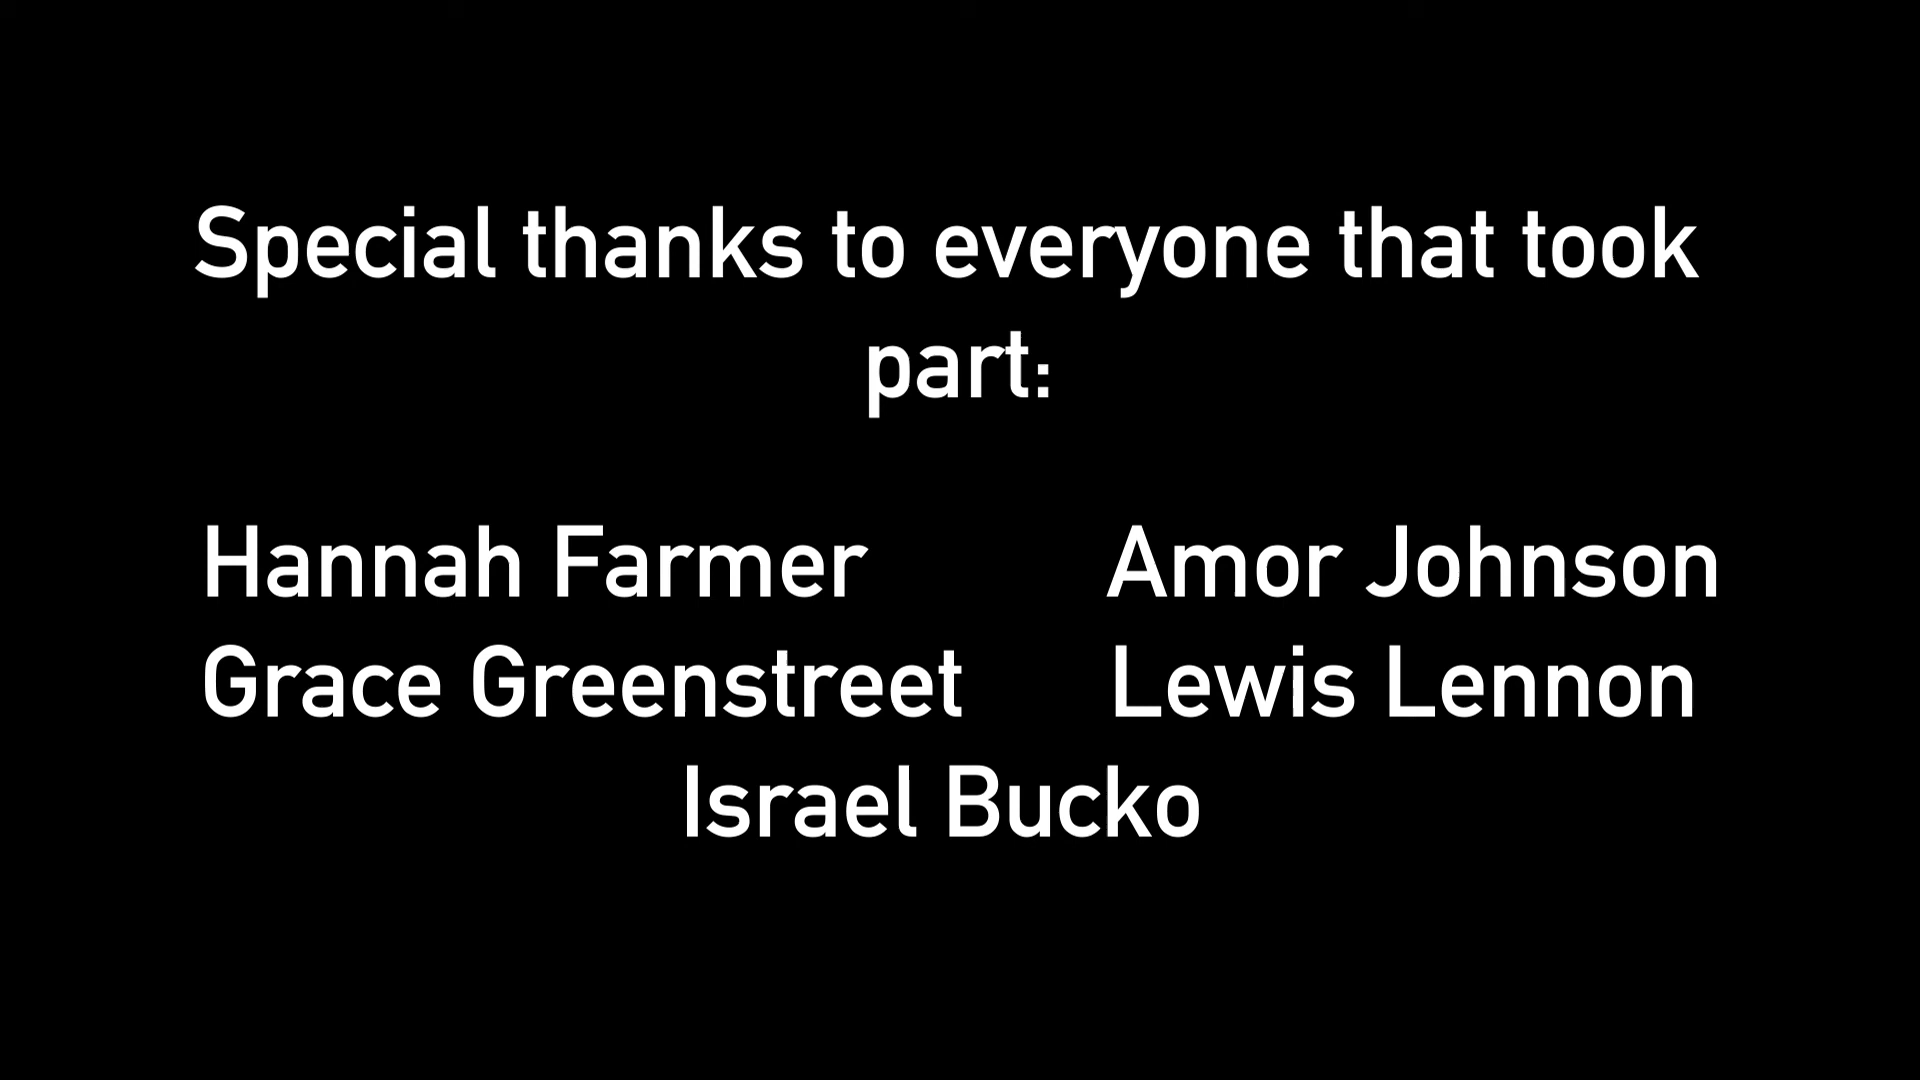 Special thanks to everyone that took
part:
Hannah Farmer Amor Johnson
Grace Greenstreet Lewis Lennon
Israel Bucko